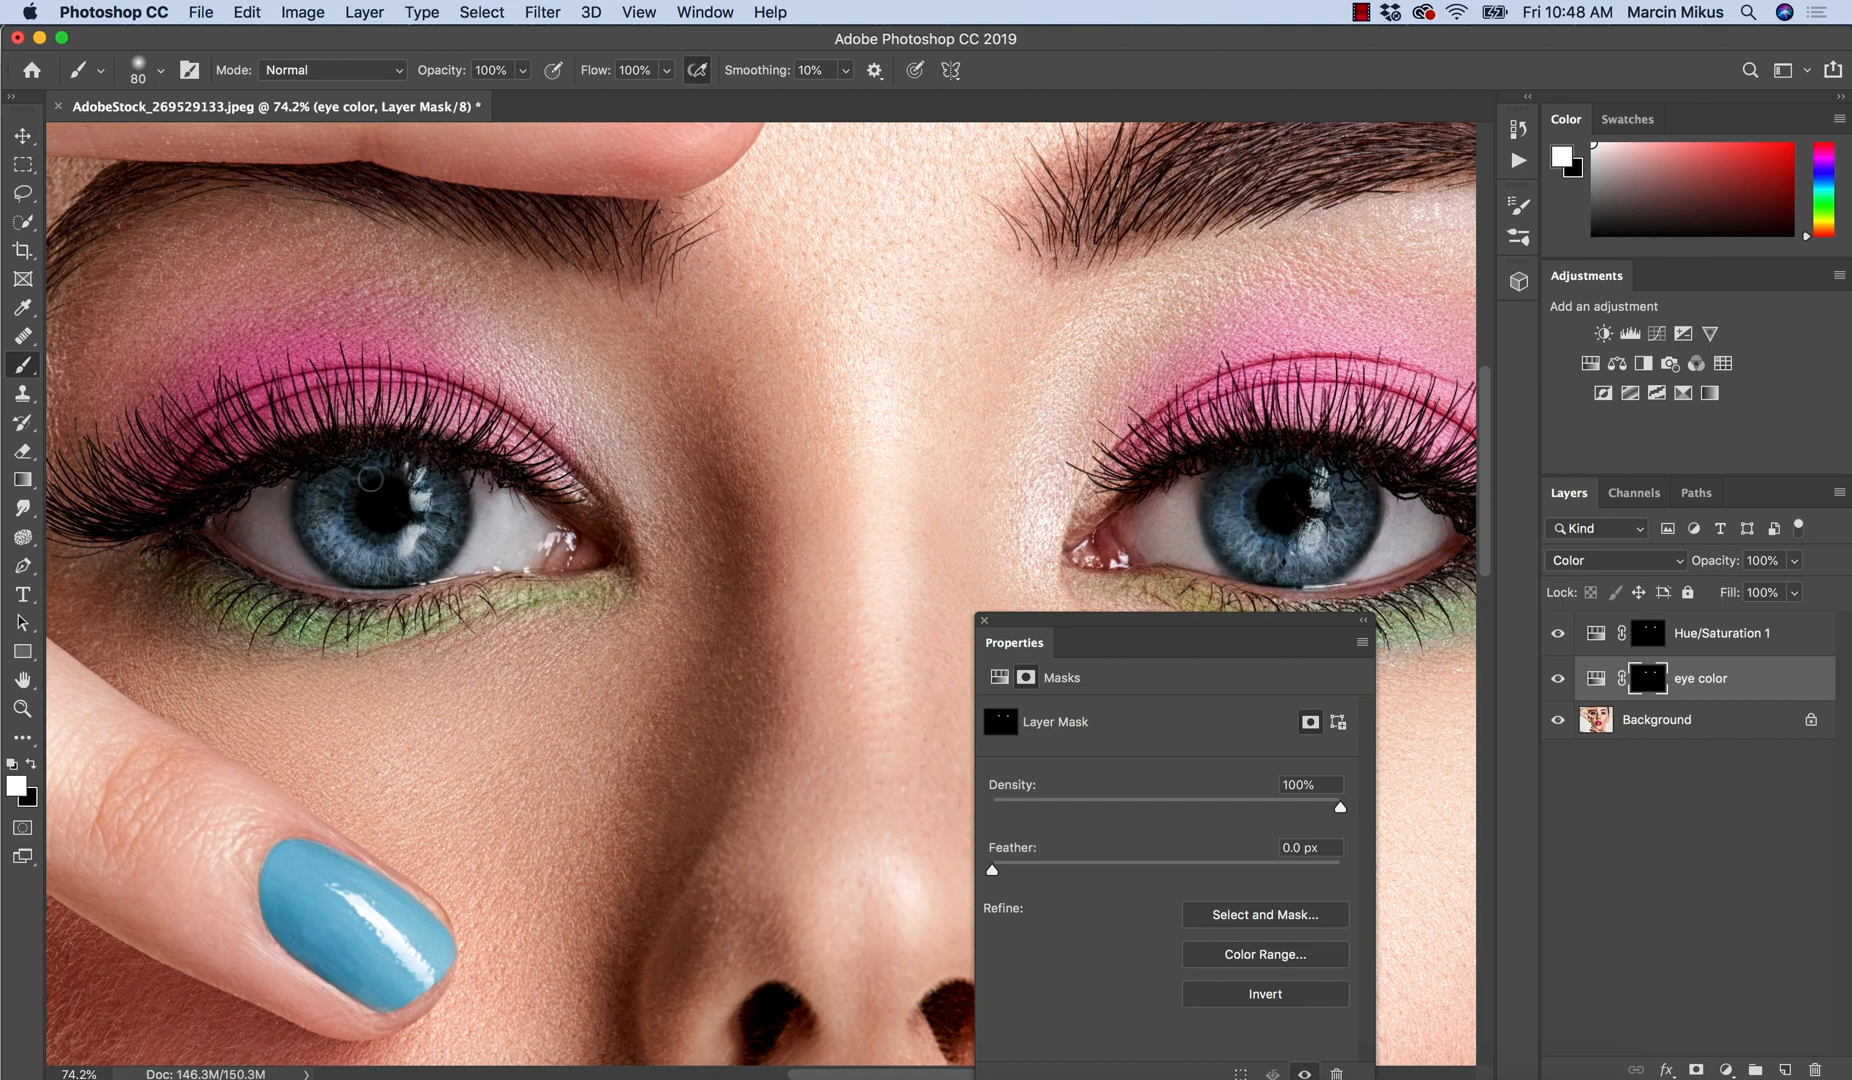 Photoshop CC File Edit Image Layer Type Select Filter 3D View Window Help Fri 10:48 AM Marcin Mikus
Adobe Photoshop CC 2019
80 Mode: Normal Opacity: 100% Flow: 100% Smoothing: 10%
AdobeStock_269529133.jpeg @ 74.2% (eye color, Layer Mask/8) *
Color Swatches
Adjustments
Add an adjustment
Layers Channels Paths
Kind
Color Opacity: 100%
Lock: Fill: 100%
Hue/Saturation 1
eye color
Background
Properties
Masks
Layer Mask
Density: 100%
Feather: 0.0 px
Refine:
Select and Mask...
Color Range...
Invert
74.2% Doc: 146.3M/150.3M
fx